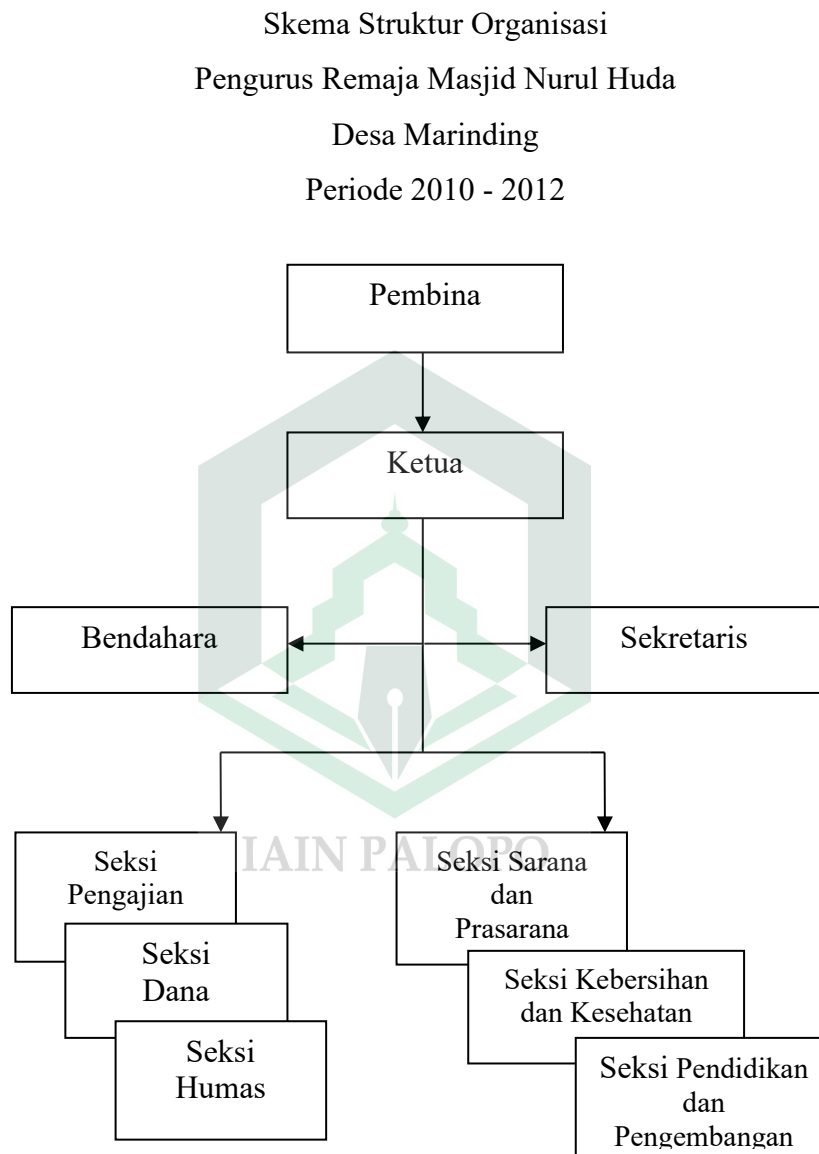 Skema Struktur Organisasi
Pengurus Remaja Masjid Nurul Huda
Desa Marinding
Periode 2010 - 2012
Pembina
Ketua
Bendahara
Sekretaris
IAIN PALOPO
Seksi
Pengajian
Seksi
Dana
Seksi
Humas
Seksi Sarana
dan
Prasarana
Seksi Kebersihan
dan Kesehatan
Seksi Pendidikan
dan
Pengembangan